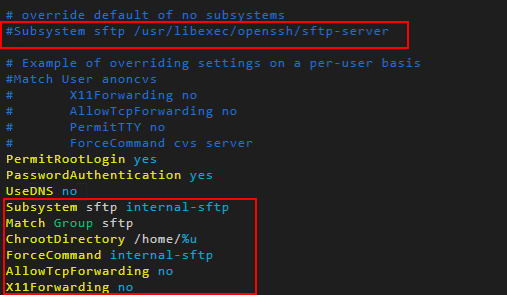 # override default of no subsystems
#Subsystem sftp /usr/libexec/openssh/sftp-server
# Example of overriding settings on a per-user basis
#Match User anoncvs
#       X11Forwarding no
#       AllowTcpForwarding no
#       PermitTTY no
#       ForceCommand cvs server
PermitRootLogin yes
PasswordAuthentication yes
UseDNS no
Subsystem sftp internal-sftp
Match Group sftp
ChrootDirectory /home/%u
ForceCommand internal-sftp
AllowTcpForwarding no
X11Forwarding no